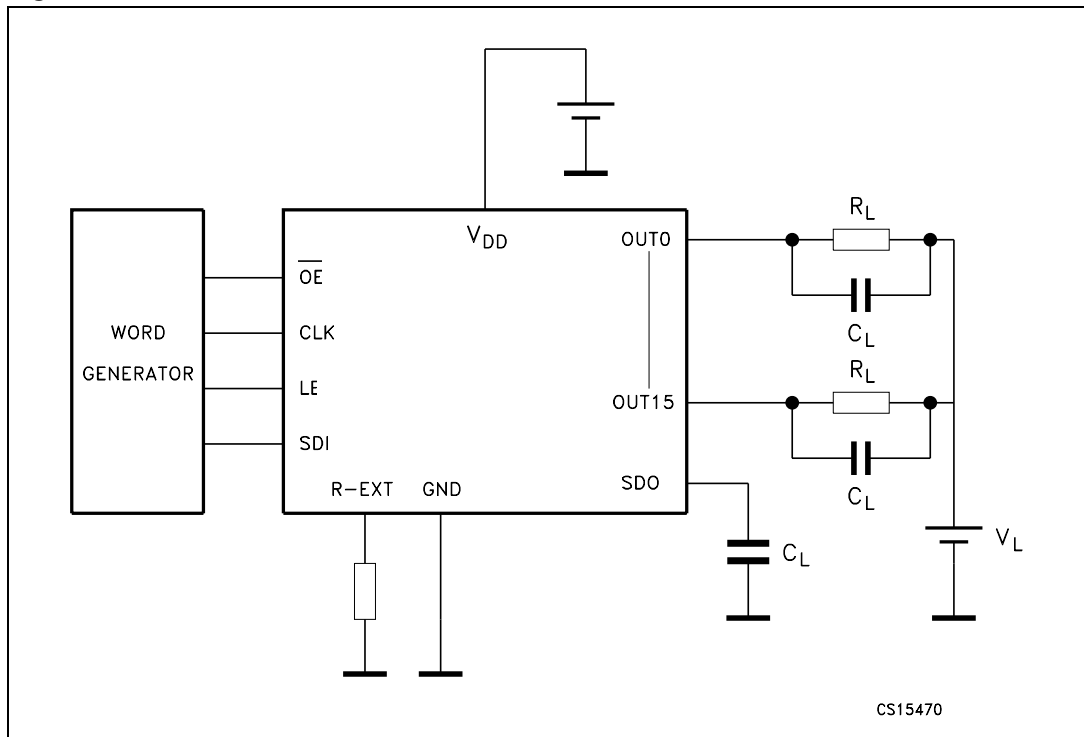 V_DD
OUT0
R_L
OE
WORD
GENERATOR
CLK
C_L
LE
R_L
OUT15
SDI
C_L
R-EXT
GND
SDO
C_L
V_L
CS15470